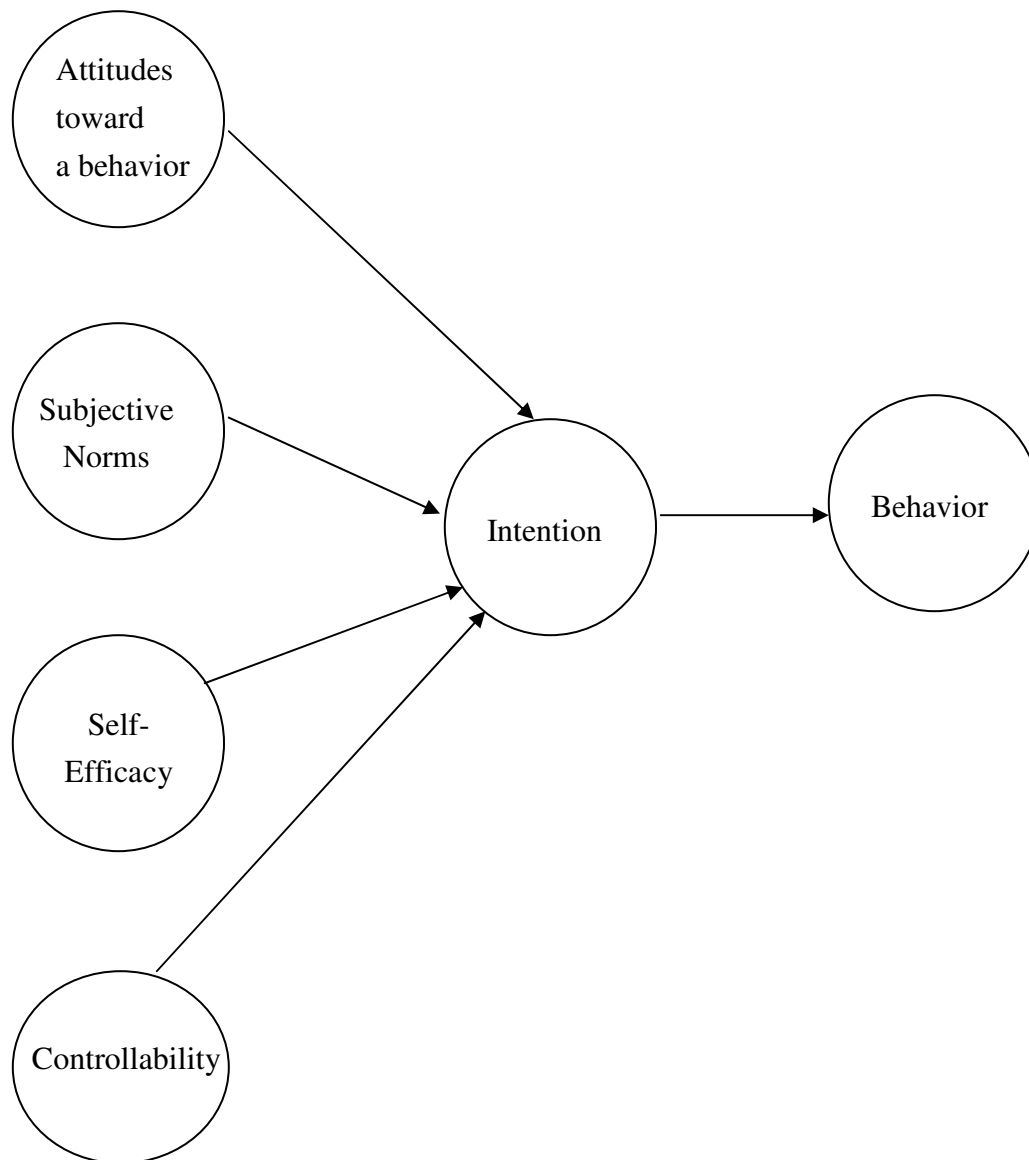 Attitudes
toward
a behavior
Subjective
Norms
Intention
Behavior
Self-
Efficacy
Controllability